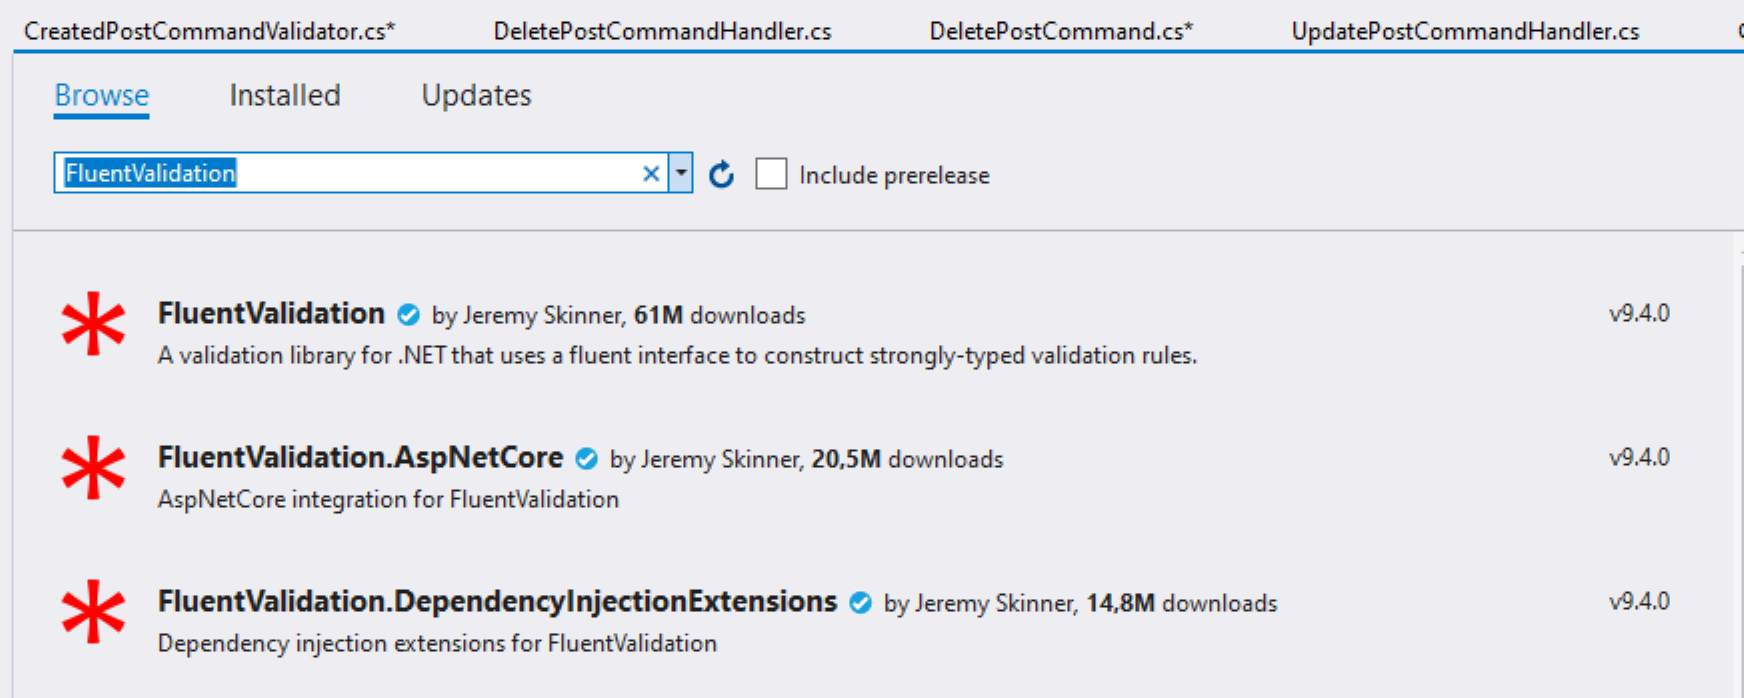 CreatedPostCommandValidator.cs* DeletePostCommandHandler.cs DeletePostCommand.cs* UpdatePostCommandHandler.cs
Browse Installed Updates
FluentValidation Include prerelease
FluentValidation by Jeremy Skinner, 61M downloads v9.4.0
A validation library for .NET that uses a fluent interface to construct strongly-typed validation rules.
FluentValidation.AspNetCore by Jeremy Skinner, 20,5M downloads v9.4.0
AspNetCore integration for FluentValidation
FluentValidation.DependencyInjectionExtensions by Jeremy Skinner, 14,8M downloads v9.4.0
Dependency injection extensions for FluentValidation